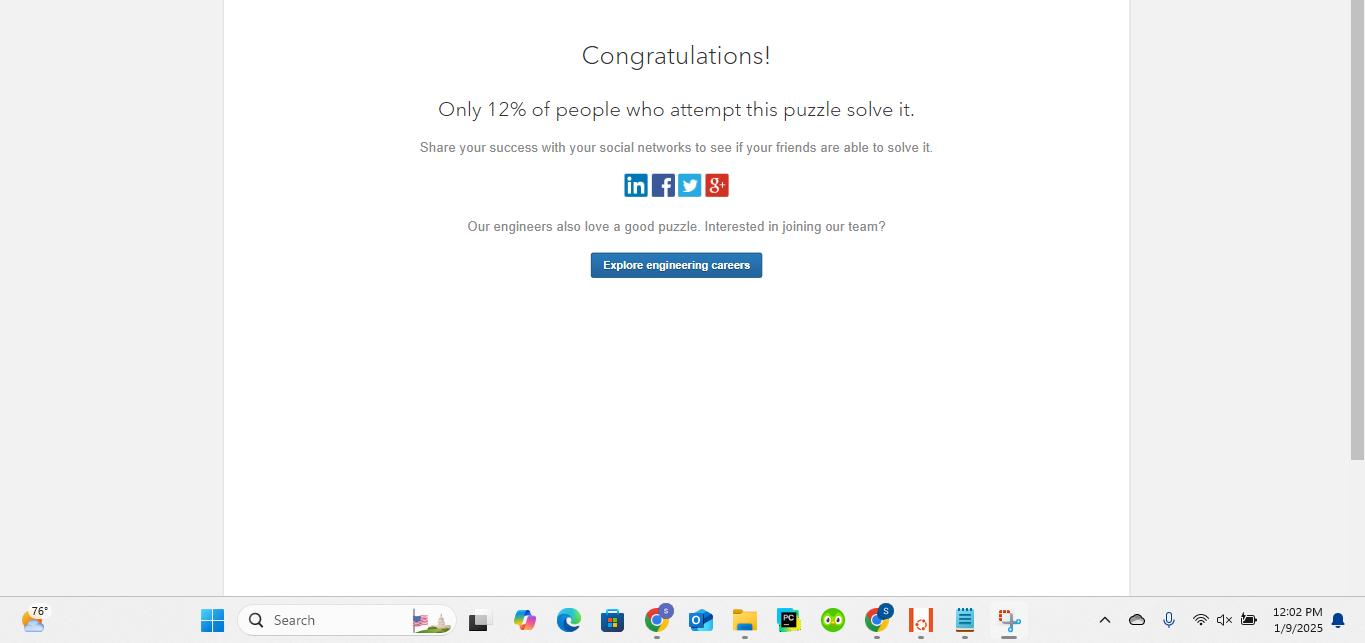 Congratulations!
Only 12% of people who attempt this puzzle solve it.
Share your success with your social networks to see if your friends are able to solve it.
in f g+
Our engineers also love a good puzzle. Interested in joining our team?
Explore engineering careers
76°
Search
S
O
PC
S
12:02 PM
1/9/2025